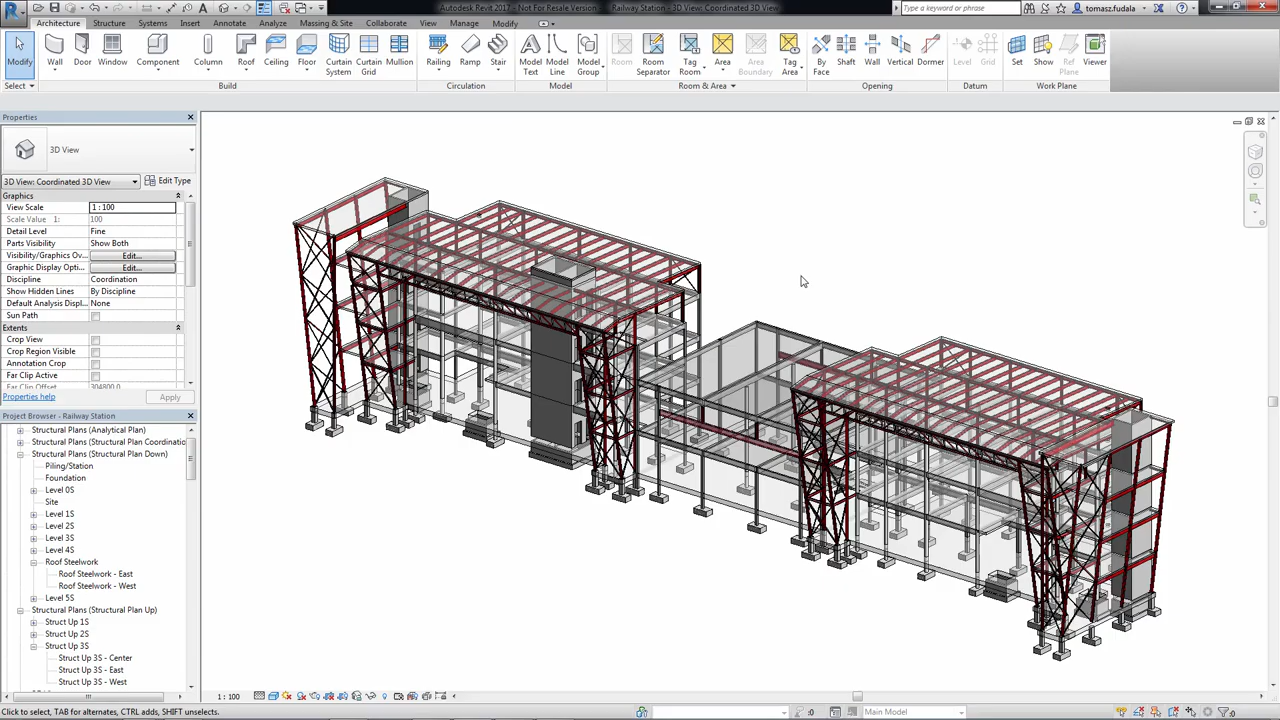 Autodesk Revit 2017 - Not For Resale Version - Railway Station - 3D View: Coordinated 3D View
Type a keyword or phrase
tomasz.fudala
Architecture Structure Systems Insert Annotate Analyze Massing & Site Collaborate View Manage Modify
Modify Wall Door Window Component Column Roof Ceiling Floor Curtain System Curtain Grid Mullion Railing Ramp Stair Model Text Model Line Model Group Room Room Separator Tag Room Area Area Boundary Tag Area By Face Shaft Wall Vertical Dormer Level Grid Set Show Ref Plane Viewer
Select Build Circulation Model Room & Area Opening Datum Work Plane
Properties
3D View
3D View: Coordinated 3D View Edit Type
Graphics
View Scale 1 : 100
Scale Value 1: 100
Detail Level Fine
Parts Visibility Show Both
Visibility/Graphics Ov... Edit...
Graphic Display Opti... Edit...
Discipline Coordination
Show Hidden Lines By Discipline
Default Analysis Displ... None
Sun Path
Extents
Crop View
Crop Region Visible
Annotation Crop
Far Clip Active
Far Clip Offset 304800.0
Properties help Apply
Project Browser - Railway Station
Structural Plans (Analytical Plan)
Structural Plans (Structural Plan Coordinatio
Structural Plans (Structural Plan Down)
Piling/Station
Foundation
Level 0S
Site
Level 1S
Level 2S
Level 3S
Level 4S
Roof Steelwork
Roof Steelwork - East
Roof Steelwork - West
Level 5S
Structural Plans (Structural Plan Up)
Struct Up 1S
Struct Up 2S
Struct Up 3S
Struct Up 3S - Center
Struct Up 3S - East
Struct Up 3S - West
1 : 100
Click to select, TAB for alternates, CTRL adds, SHIFT unselects.
:0
Main Model
:0